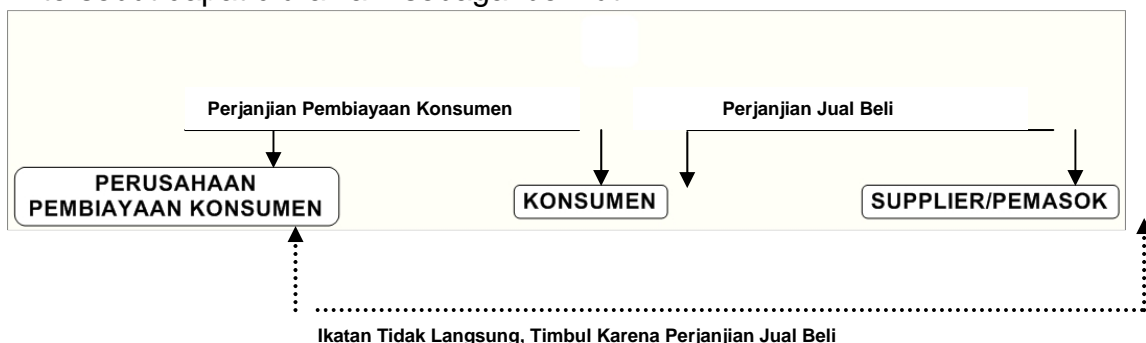 Perjanjian Pembiayaan Konsumen
Perjanjian Jual Beli
PERUSAHAAN
PEMBIAYAAN KONSUMEN
KONSUMEN
SUPPLIER/PEMASOK
Ikatan Tidak Langsung, Timbul Karena Perjanjian Jual Beli